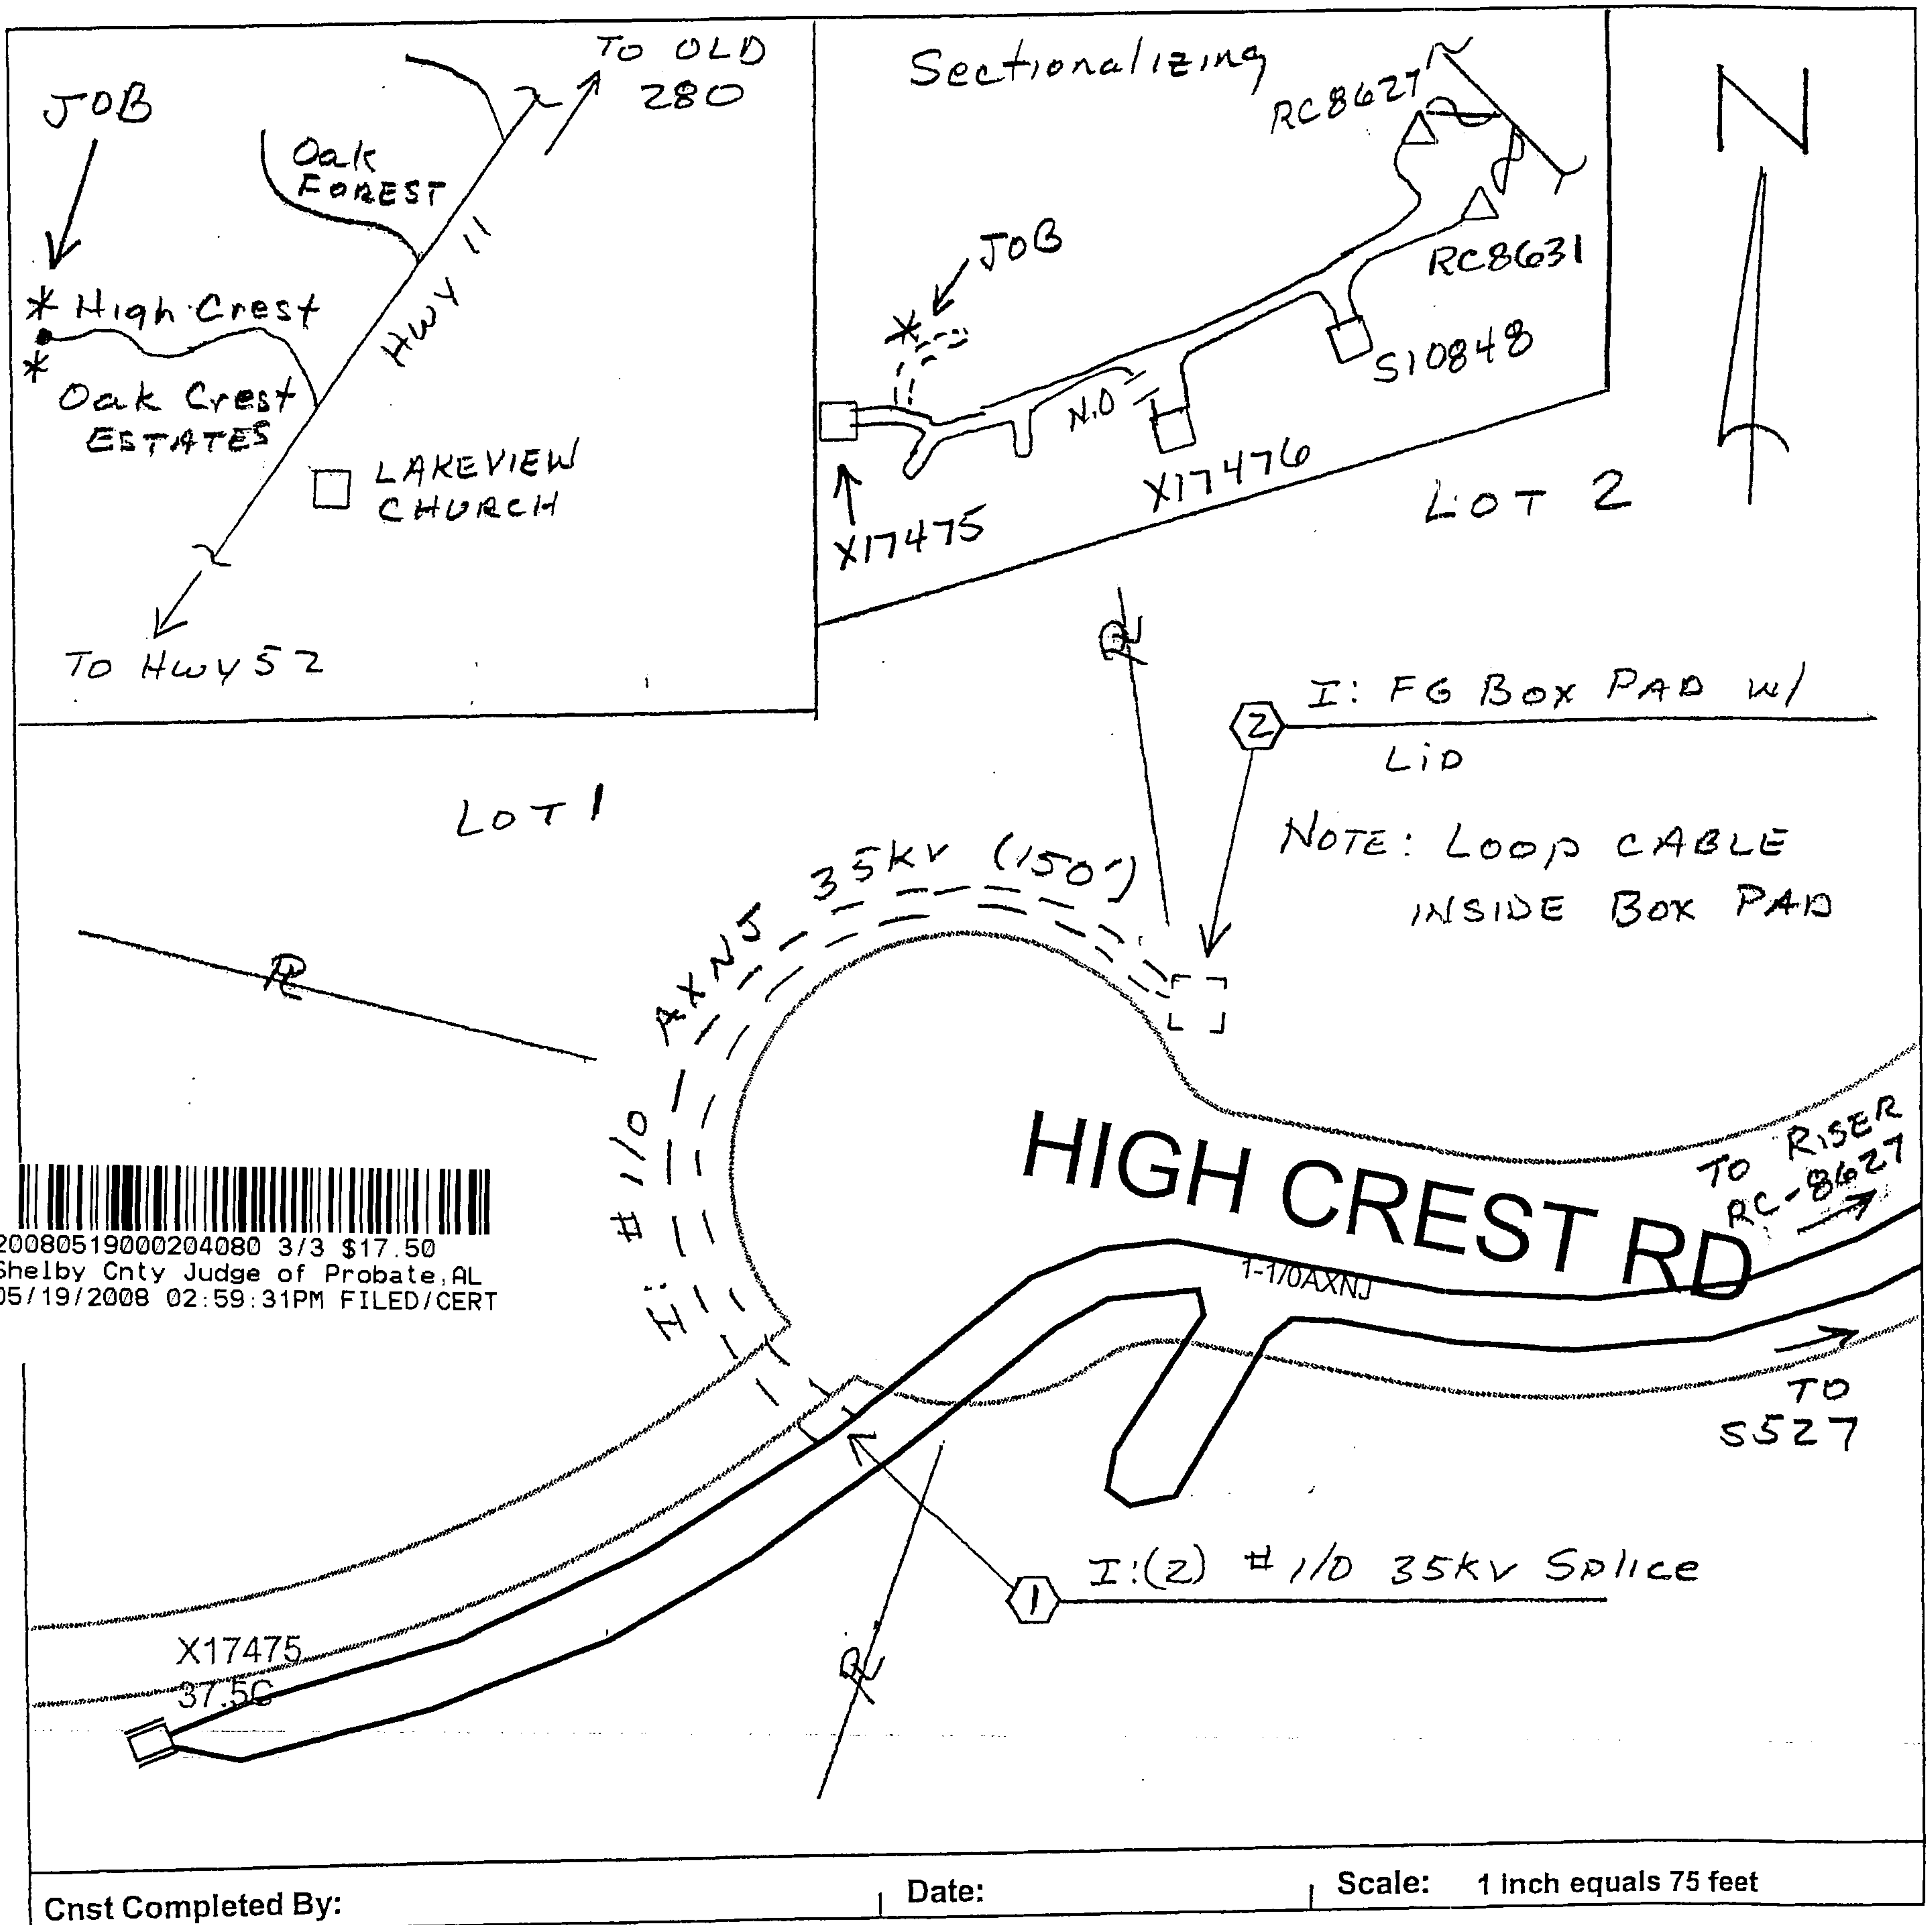 TO OLD
280
JOB
Oak
FOREST
HWY 11
* High Crest
*
Oak Crest
ESTATES
LAKEVIEW
CHURCH
TO HWY 52
Sectionalizing
RC8627
RC8631
JOB
*
S10848
N.O
X17476
X17475
N
LOT 2
PL
2
I: FG BOX PAD W/
LID
NOTE: LOOP CABLE
INSIDE BOX PAD
LOT 1
PL
I: #1/0 AXNJ 35KV (150')
HIGH CREST RD
1-1/0AXNJ
TO RISER
RC-8627
TO
S527
20080519000204080 3/3 $17.50
Shelby Cnty Judge of Probate,AL
05/19/2008 02:59:31PM FILED/CERT
1
I:(2) #1/0 35KV Splice
PL
X17475
37.5C
Cnst Completed By:
Date:
Scale: 1 inch equals 75 feet